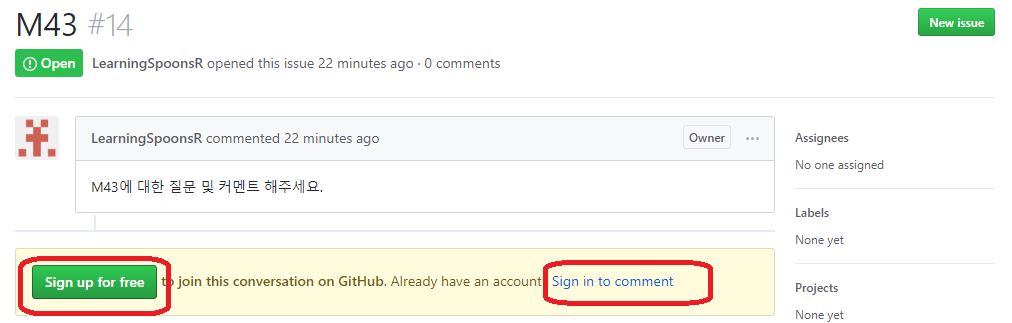 M43 #14
New issue
Open LearningSpoonsR opened this issue 22 minutes ago · 0 comments
LearningSpoonsR commented 22 minutes ago
Owner
Assignees
No one assigned
M43에 대한 질문 및 커멘트 해주세요.
Labels
None yet
Sign up for free to join this conversation on GitHub. Already have an account Sign in to comment
Projects
None yet